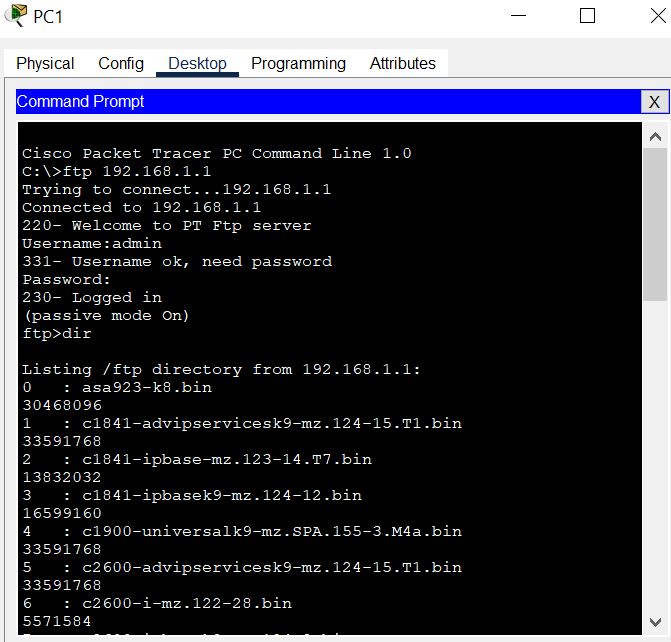 PC1
Physical Config Desktop Programming Attributes
Command Prompt
X
Cisco Packet Tracer PC Command Line 1.0
C:\>ftp 192.168.1.1
Trying to connect...192.168.1.1
Connected to 192.168.1.1
220- Welcome to PT Ftp server
Username:admin
331- Username ok, need password
Password:
230- Logged in
(passive mode On)
ftp>dir
Listing /ftp directory from 192.168.1.1:
0 : asa923-k8.bin
30468096
1 : c1841-advipservicesk9-mz.124-15.T1.bin
33591768
2 : c1841-ipbase-mz.123-14.T7.bin
13832032
3 : c1841-ipbasek9-mz.124-12.bin
16599160
4 : c1900-universalk9-mz.SPA.155-3.M4a.bin
33591768
5 : c2600-advipservicesk9-mz.124-15.T1.bin
33591768
6 : c2600-i-mz.122-28.bin
5571584